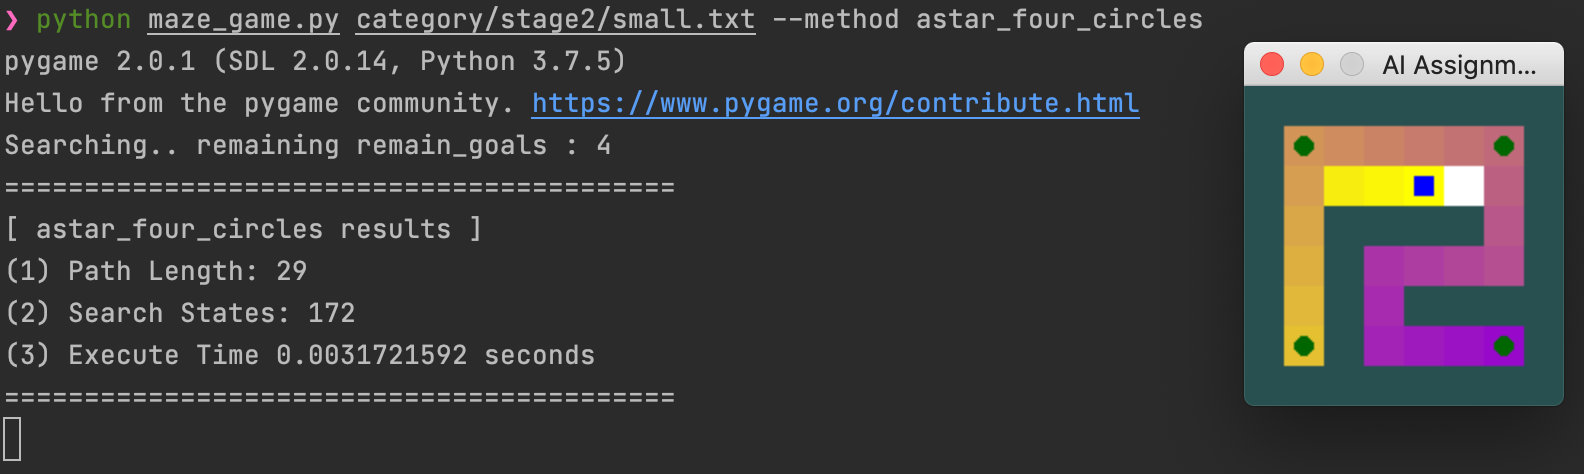 ❯ python maze_game.py category/stage2/small.txt --method astar_four_circles
pygame 2.0.1 (SDL 2.0.14, Python 3.7.5)
Hello from the pygame community. https://www.pygame.org/contribute.html
Searching.. remaining remain_goals : 4
==========================================
[ astar_four_circles results ]
(1) Path Length: 29
(2) Search States: 172
(3) Execute Time 0.0031721592 seconds
==========================================
AI Assignm...